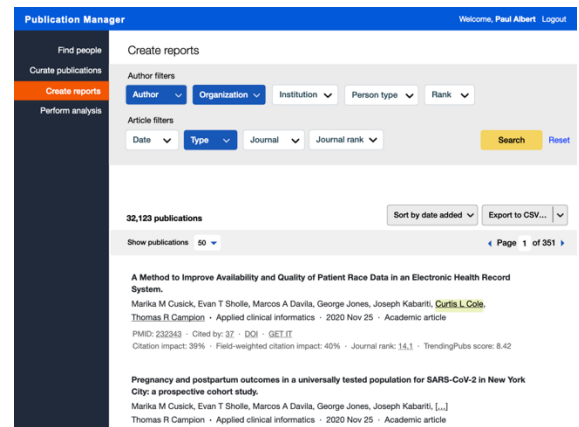 Publication Manager
Welcome, Paul Albert Logout
Find people
Curate publications
Create reports
Perform analysis
Create reports
Author filters
Author Organization Institution Person type Rank
Article filters
Date Type Journal Journal rank Search Reset
32,123 publications Sort by date added Export to CSV...
Show publications 50 Page 1 of 351
A Method to Improve Availability and Quality of Patient Race Data in an Electronic Health Record
System.
Marika M Cusick, Evan T Sholle, Marcos A Davila, George Jones, Joseph Kabariti, Curtis L Cole,
Thomas R Campion · Applied clinical informatics · 2020 Nov 25 · Academic article
PMID: 232343 · Cited by: 37 · DOI · GET IT
Citation impact: 39% · Field-weighted citation impact: 40% · Journal rank: 14.1 · TrendingPubs score: 8.42
Pregnancy and postpartum outcomes in a universally tested population for SARS-CoV-2 in New York
City: a prospective cohort study.
Marika M Cusick, Evan T Sholle, Marcos A Davila, George Jones, Joseph Kabariti, [...]
Thomas R Campion · Applied clinical informatics · 2020 Nov 25 · Academic article